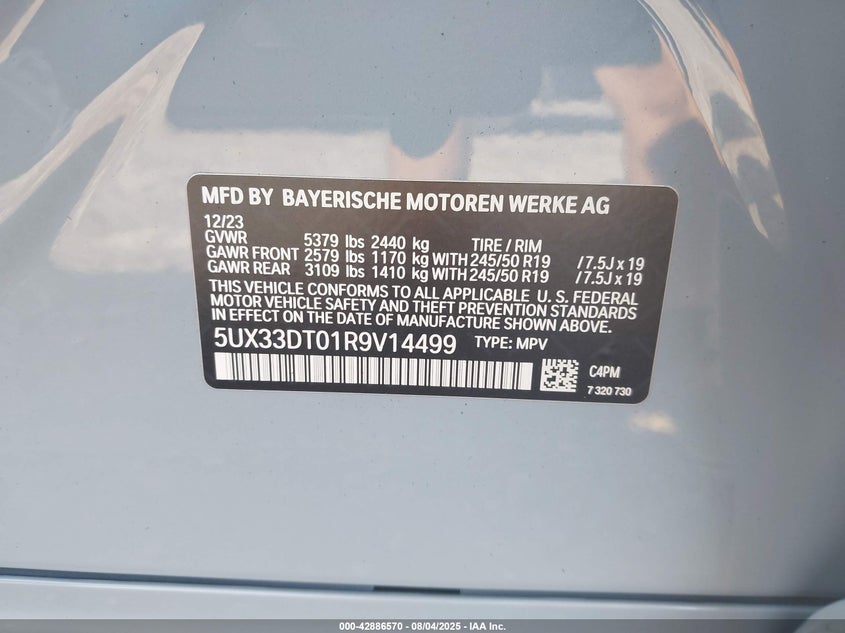 MFD BY BAYERISCHE MOTOREN WERKE AG
12/23
GVWR 5379 lbs 2440 kg TIRE / RIM
GAWR FRONT 2579 lbs 1170 kg WITH 245/50 R19 / 7.5J x 19
GAWR REAR 3109 lbs 1410 kg WITH 245/50 R19 / 7.5J x 19
THIS VEHICLE CONFORMS TO ALL APPLICABLE U. S. FEDERAL
MOTOR VEHICLE SAFETY AND THEFT PREVENTION STANDARDS
IN EFFECT ON THE DATE OF MANUFACTURE SHOWN ABOVE.
5UX33DT01R9V14499 TYPE: MPV
C4PM
7 320 730
000-42886570 - 08/04/2025 - IAA Inc.